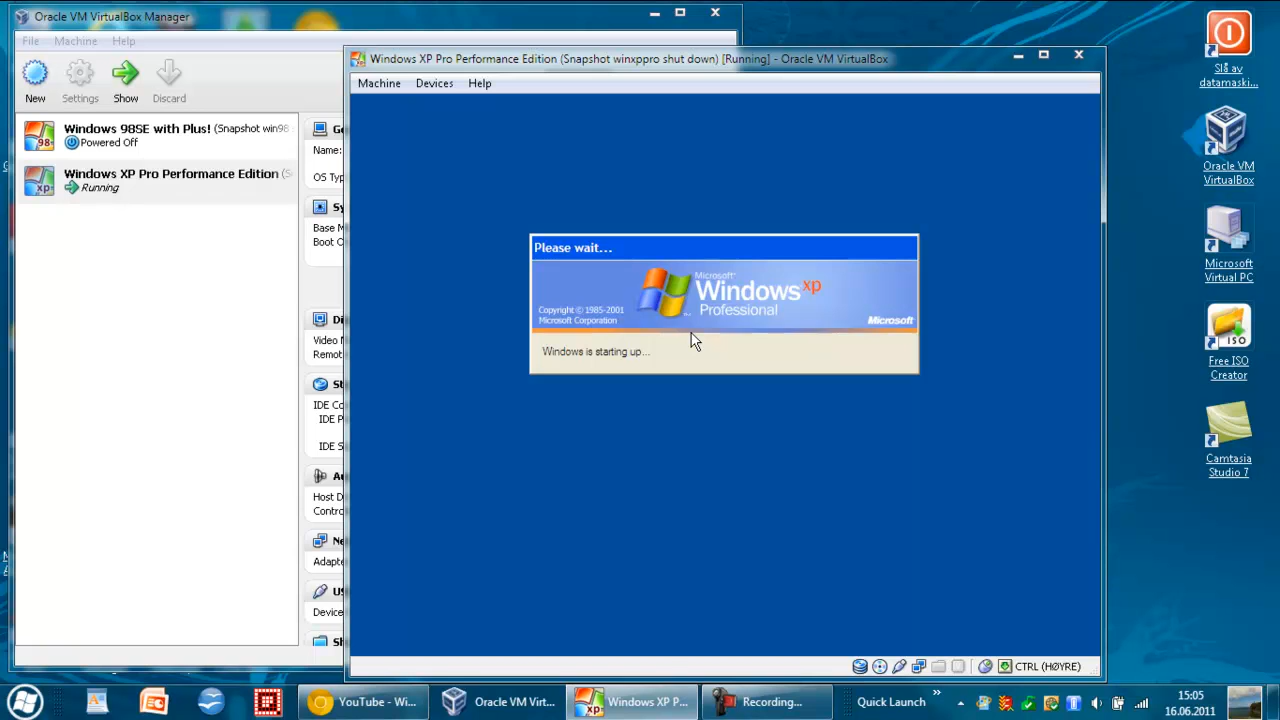 Oracle VM VirtualBox Manager
File Machine Help
New Settings Show Discard
Windows 98SE with Plus! (Snapshot win98
Powered Off
Windows XP Pro Performance Edition (S
Running
Name:
OS Typ
Base M
Boot O
Video M
Remot
IDE Co
IDE P
IDE S
Host D
Contro
Adapte
Device
Windows XP Pro Performance Edition (Snapshot winxppro shut down) [Running] - Oracle VM VirtualBox
Machine Devices Help
Please wait...
Microsoft
Windows xp
Professional
Copyright © 1985-2001
Microsoft Corporation
Microsoft
Windows is starting up...
CTRL (HØYRE)
Slå av
datamaski...
Oracle VM
VirtualBox
Microsoft
Virtual PC
ISO
Free ISO
Creator
Camtasia
Studio 7
YouTube - Wi...
Oracle VM Virt...
Windows XP P...
Recording...
Quick Launch
15:05
16.06.2011